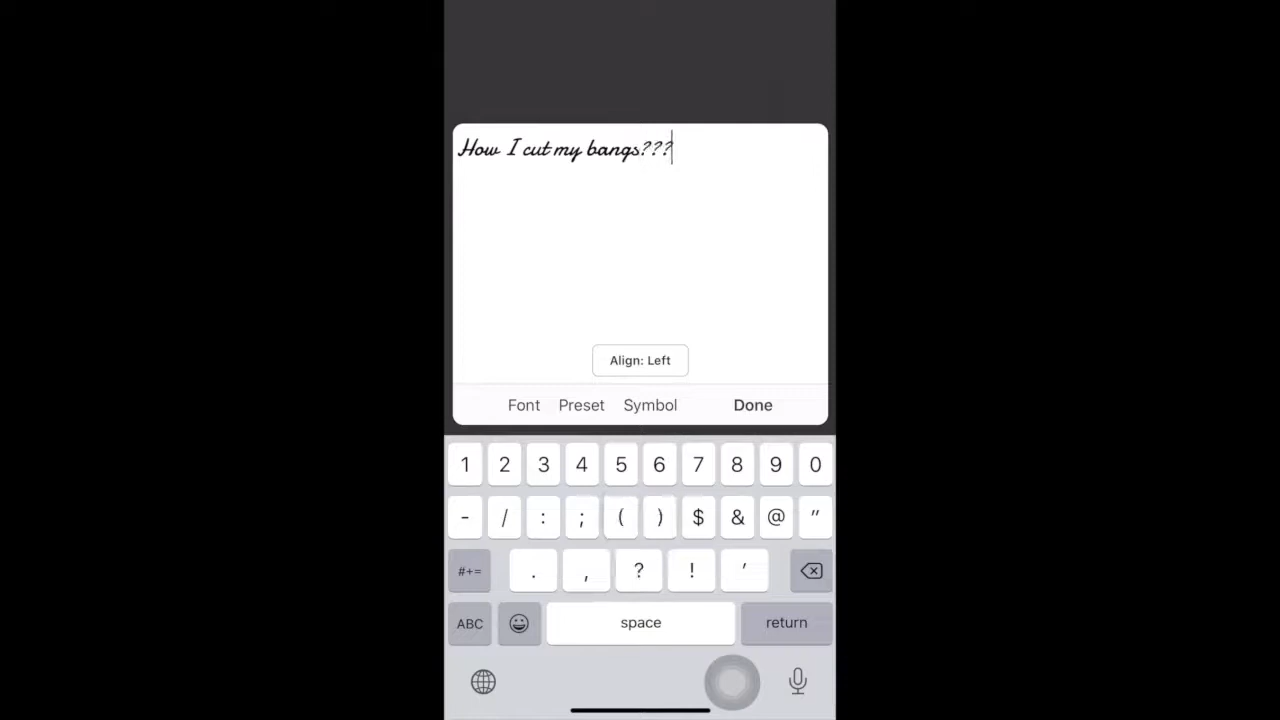 How I cut my bangs???
Align: Left
Font Preset Symbol Done
1 2 3 4 5 6 7 8 9 0
- / : ; ( ) $ & @ "
#+= . , ? ! '
ABC space return